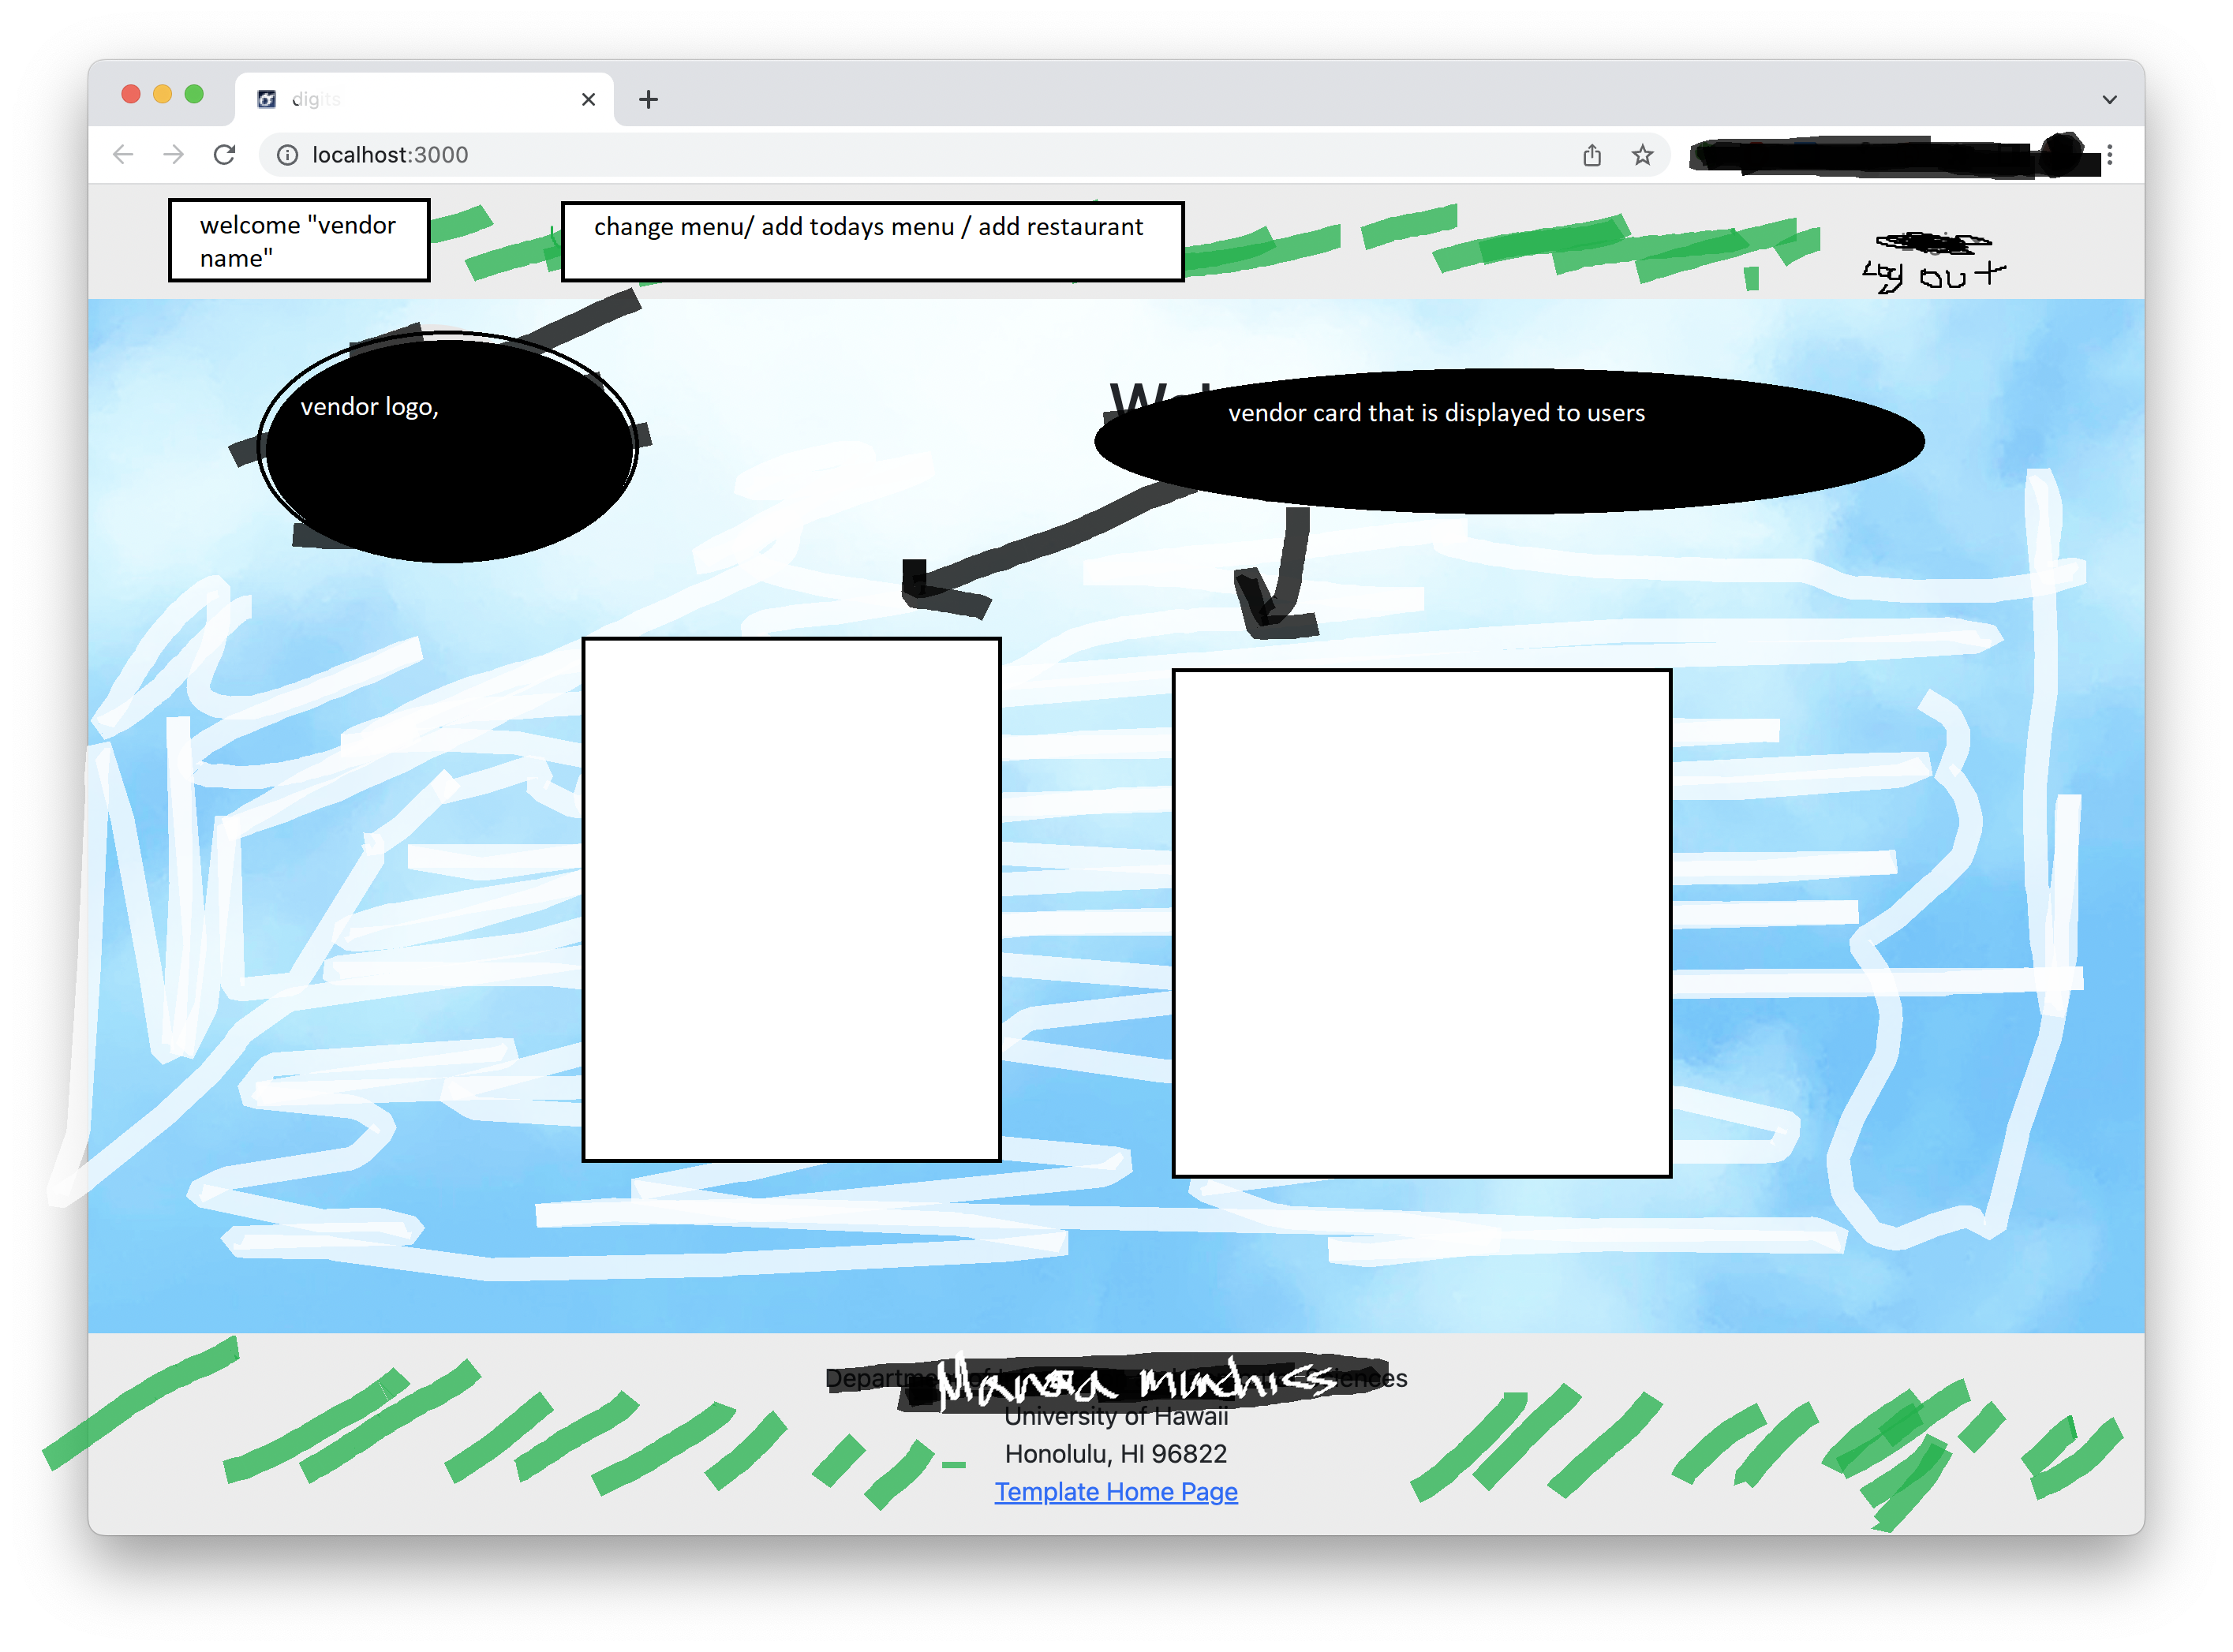 digits
localhost:3000
welcome "vendor
name"
change menu/ add todays menu / add restaurant
log out
vendor logo,
vendor card that is displayed to users
Manoa munchies
University of Hawaii
Honolulu, HI 96822
Template Home Page